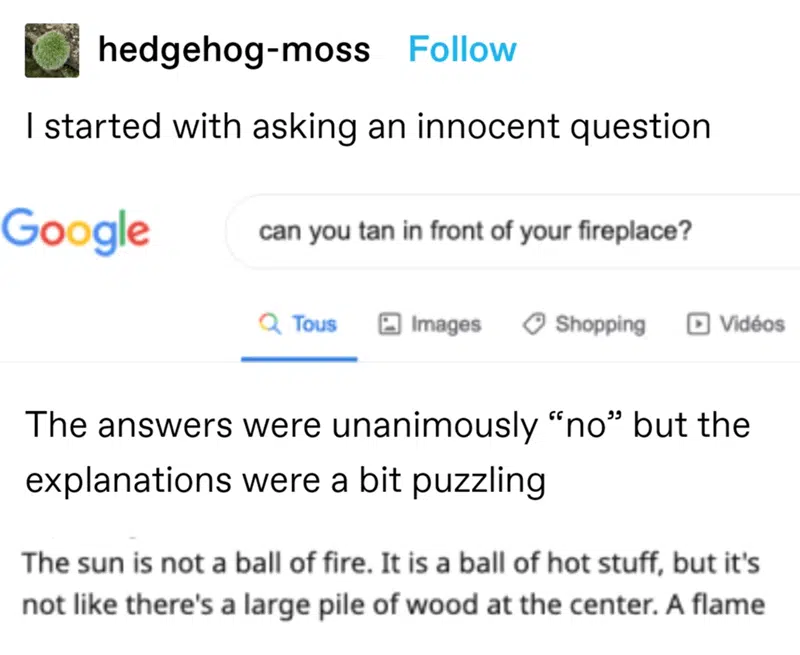 hedgehog-moss Follow
I started with asking an innocent question
Google
can you tan in front of your fireplace?
Tous Images Shopping Vidéos
The answers were unanimously “no” but the
explanations were a bit puzzling
The sun is not a ball of fire. It is a ball of hot stuff, but it's
not like there's a large pile of wood at the center. A flame